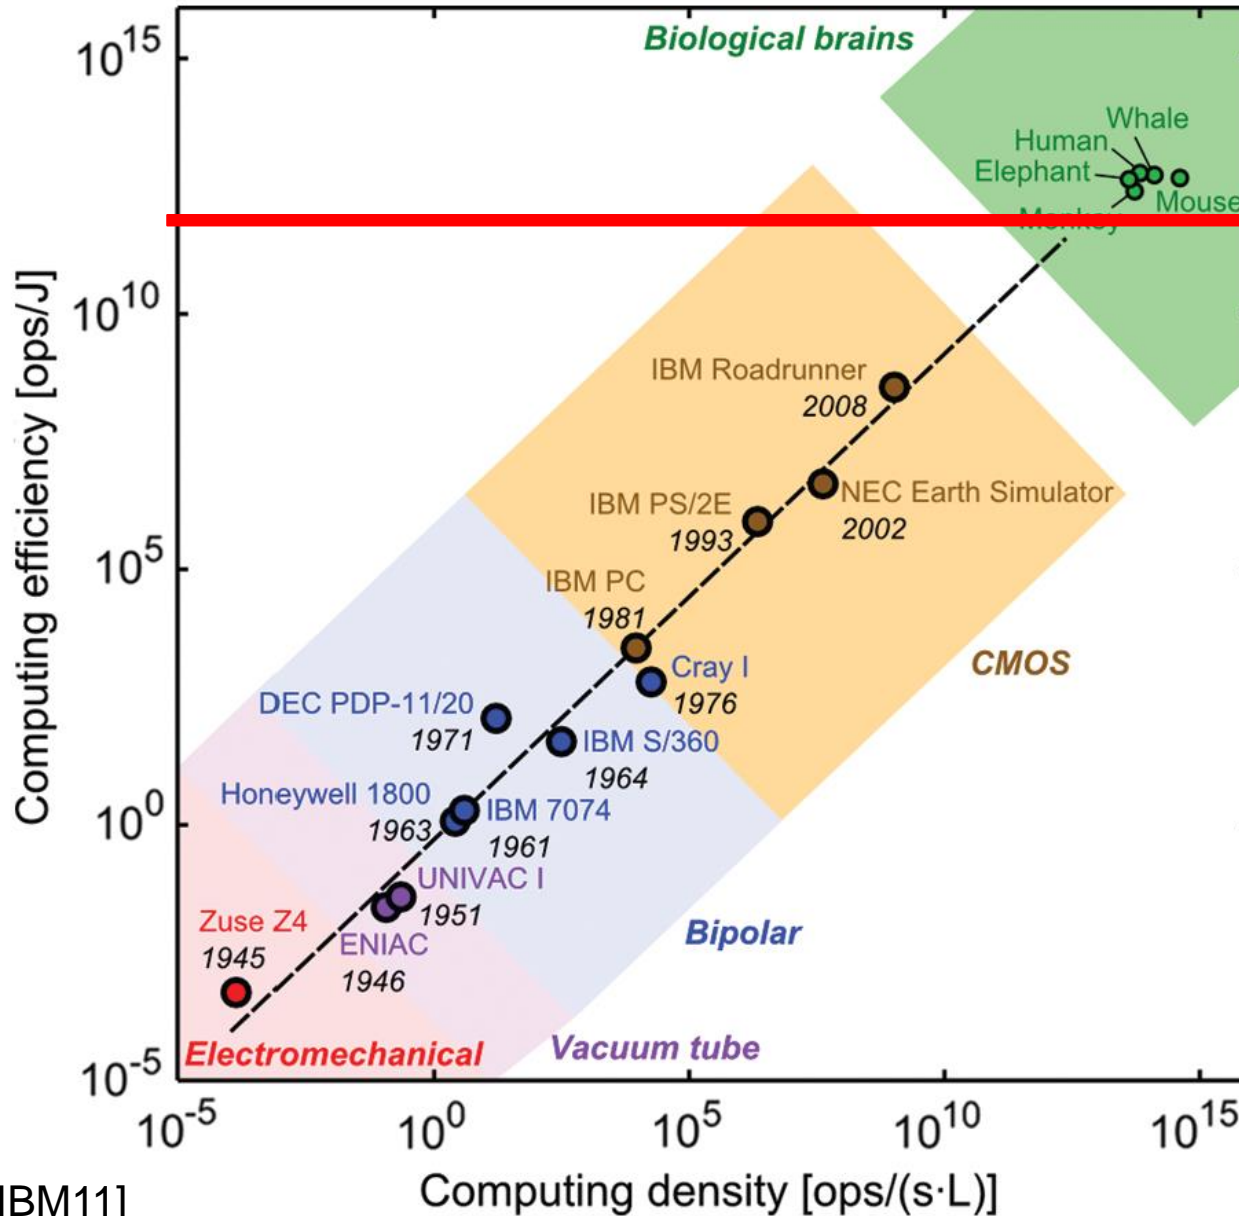 Biological brains
10^15
Whale
Human
Elephant
Mouse
Monkey
10^10
Computing efficiency [ops/J]
IBM Roadrunner
2008
NEC Earth Simulator
2002
IBM PS/2E
1993
10^5
IBM PC
1981
CMOS
Cray I
1976
DEC PDP-11/20
1971
IBM S/360
1964
Honeywell 1800
1963
IBM 7074
1961
10^0
UNIVAC I
1951
Bipolar
Zuse Z4
1945
ENIAC
1946
Electromechanical
Vacuum tube
10^-5
10^-5
10^0
10^5
10^10
10^15
Computing density [ops/(s·L)]
IBM11]